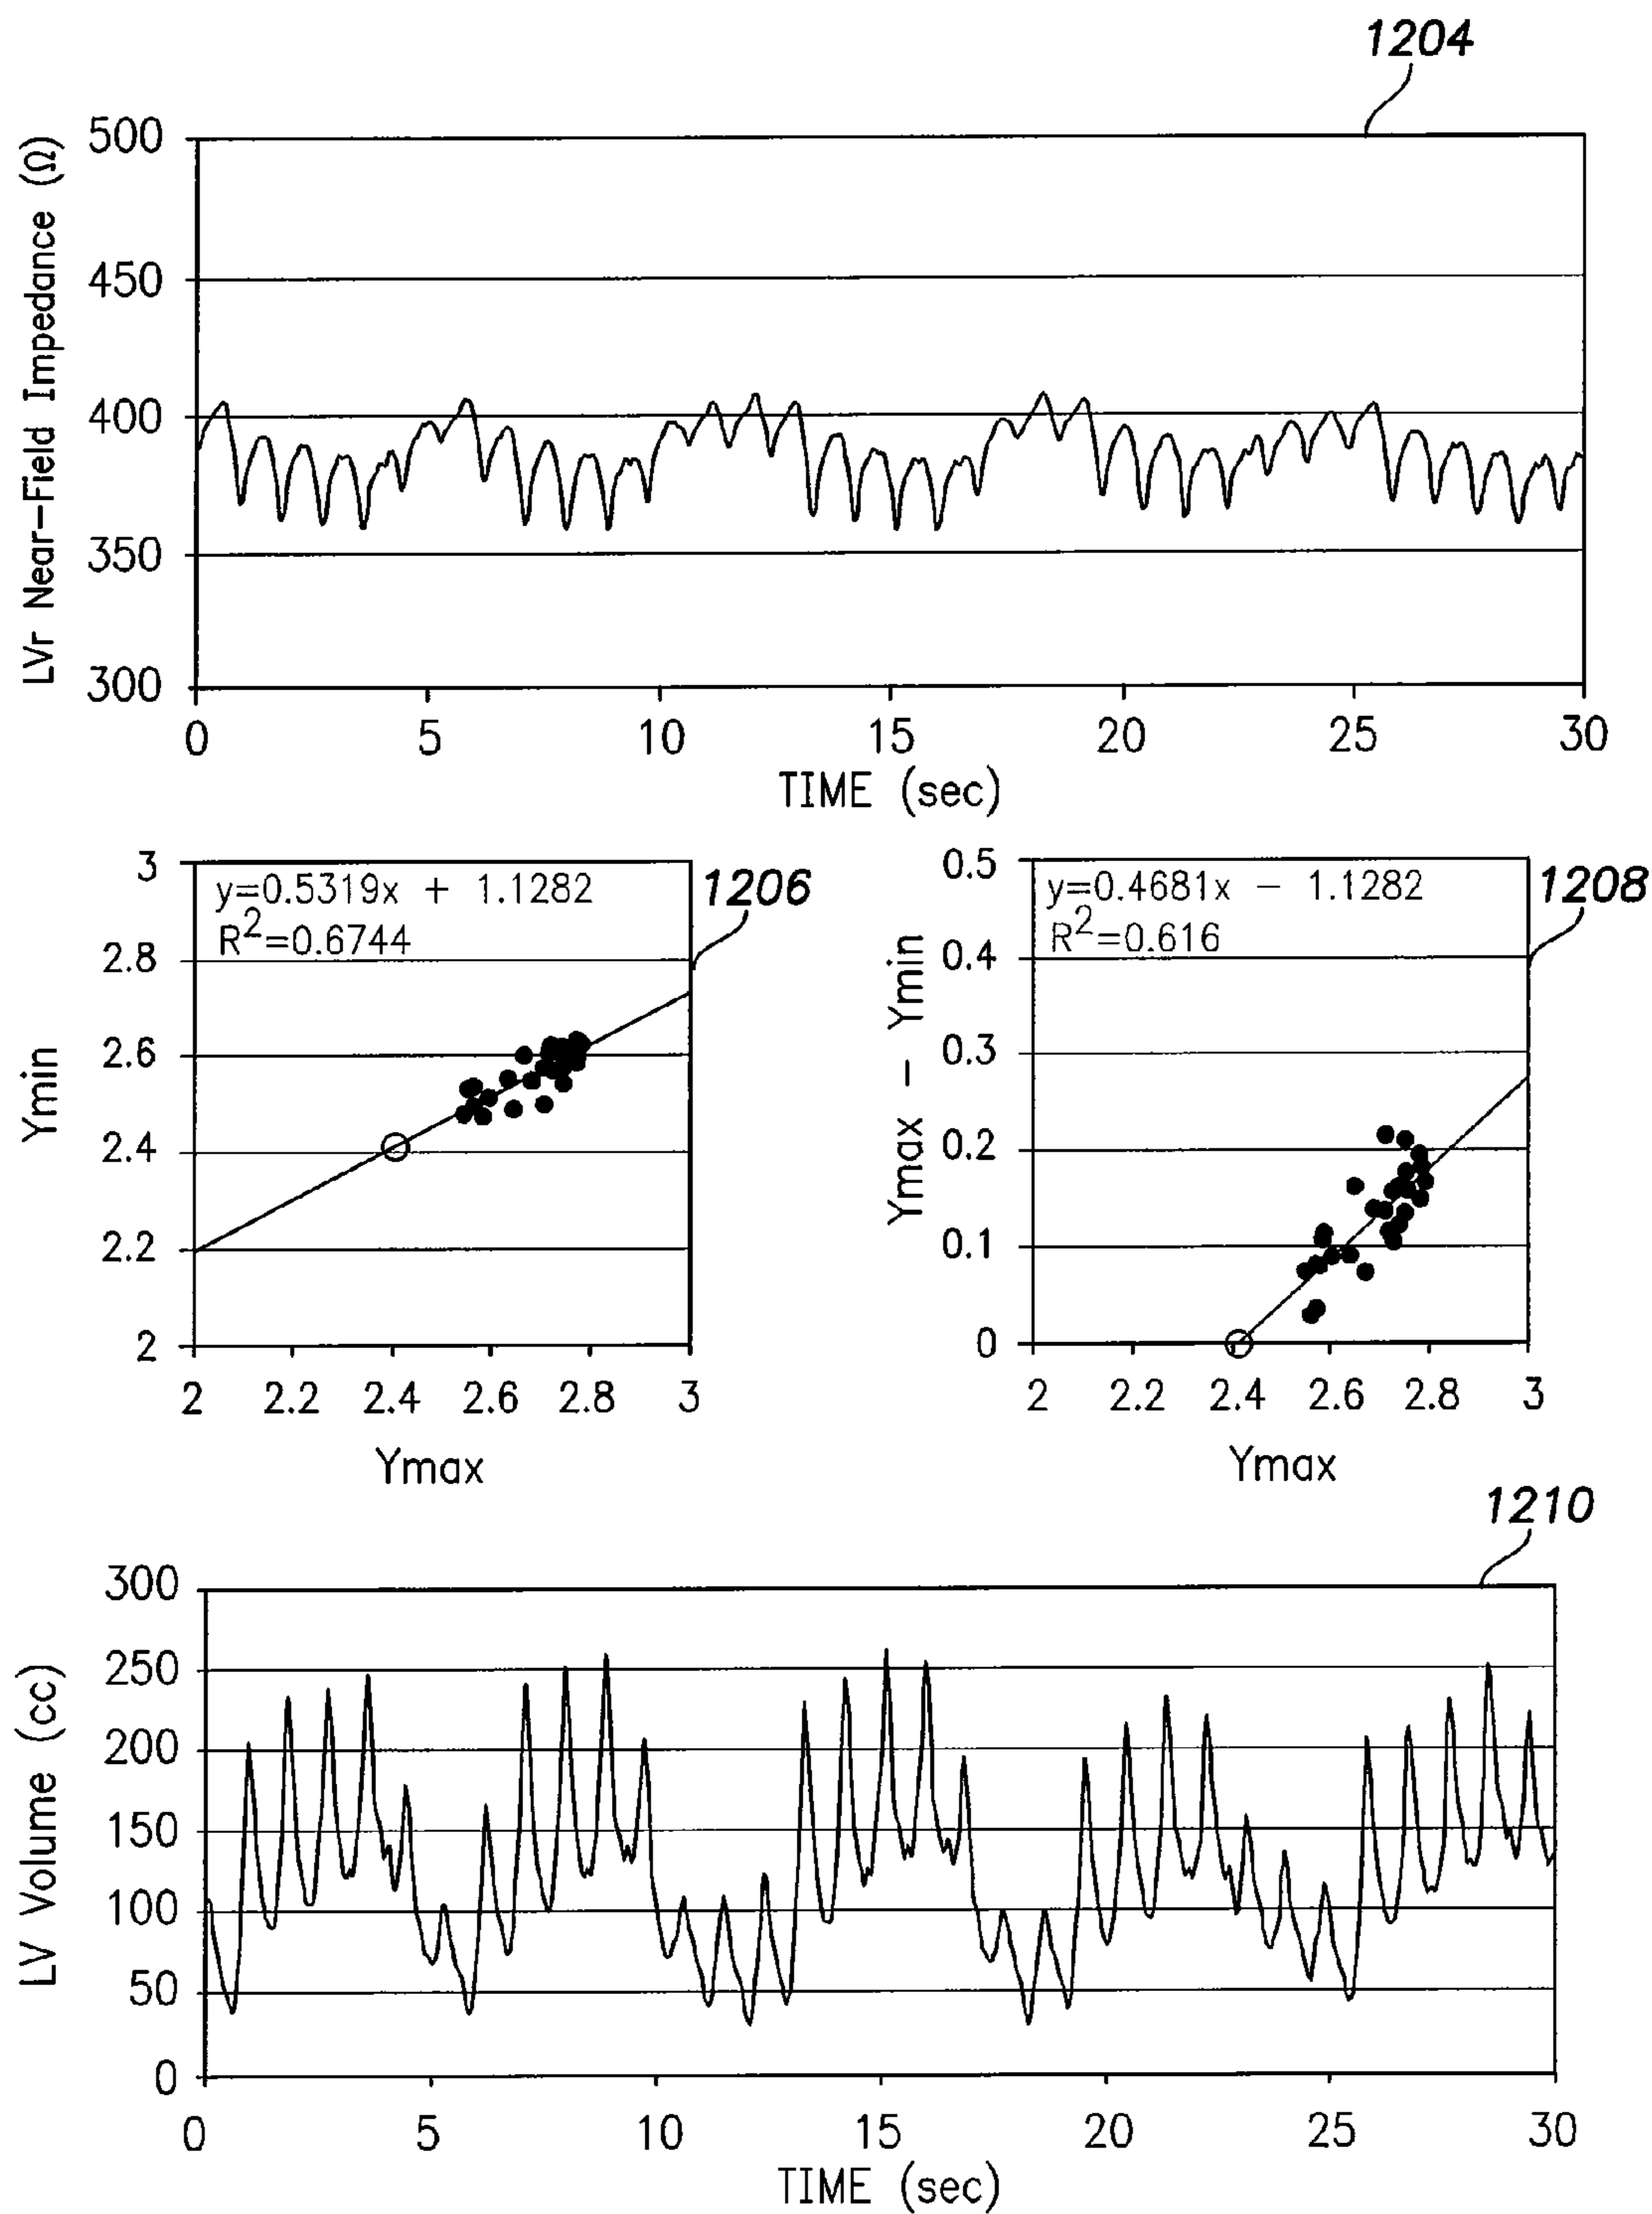 1204
LVr Near-Field Impedance (Ω)
500
450
400
350
300
0 5 10 15 20 25 30
TIME (sec)
1206
y=0.5319x + 1.1282
R2=0.6744
Ymin
3
2.8
2.6
2.4
2.2
2
2 2.2 2.4 2.6 2.8 3
Ymax
1208
y=0.4681x - 1.1282
R2=0.616
Ymax - Ymin
0.5
0.4
0.3
0.2
0.1
0
2 2.2 2.4 2.6 2.8 3
Ymax
1210
LV Volume (cc)
300
250
200
150
100
50
0
0 5 10 15 20 25 30
TIME (sec)